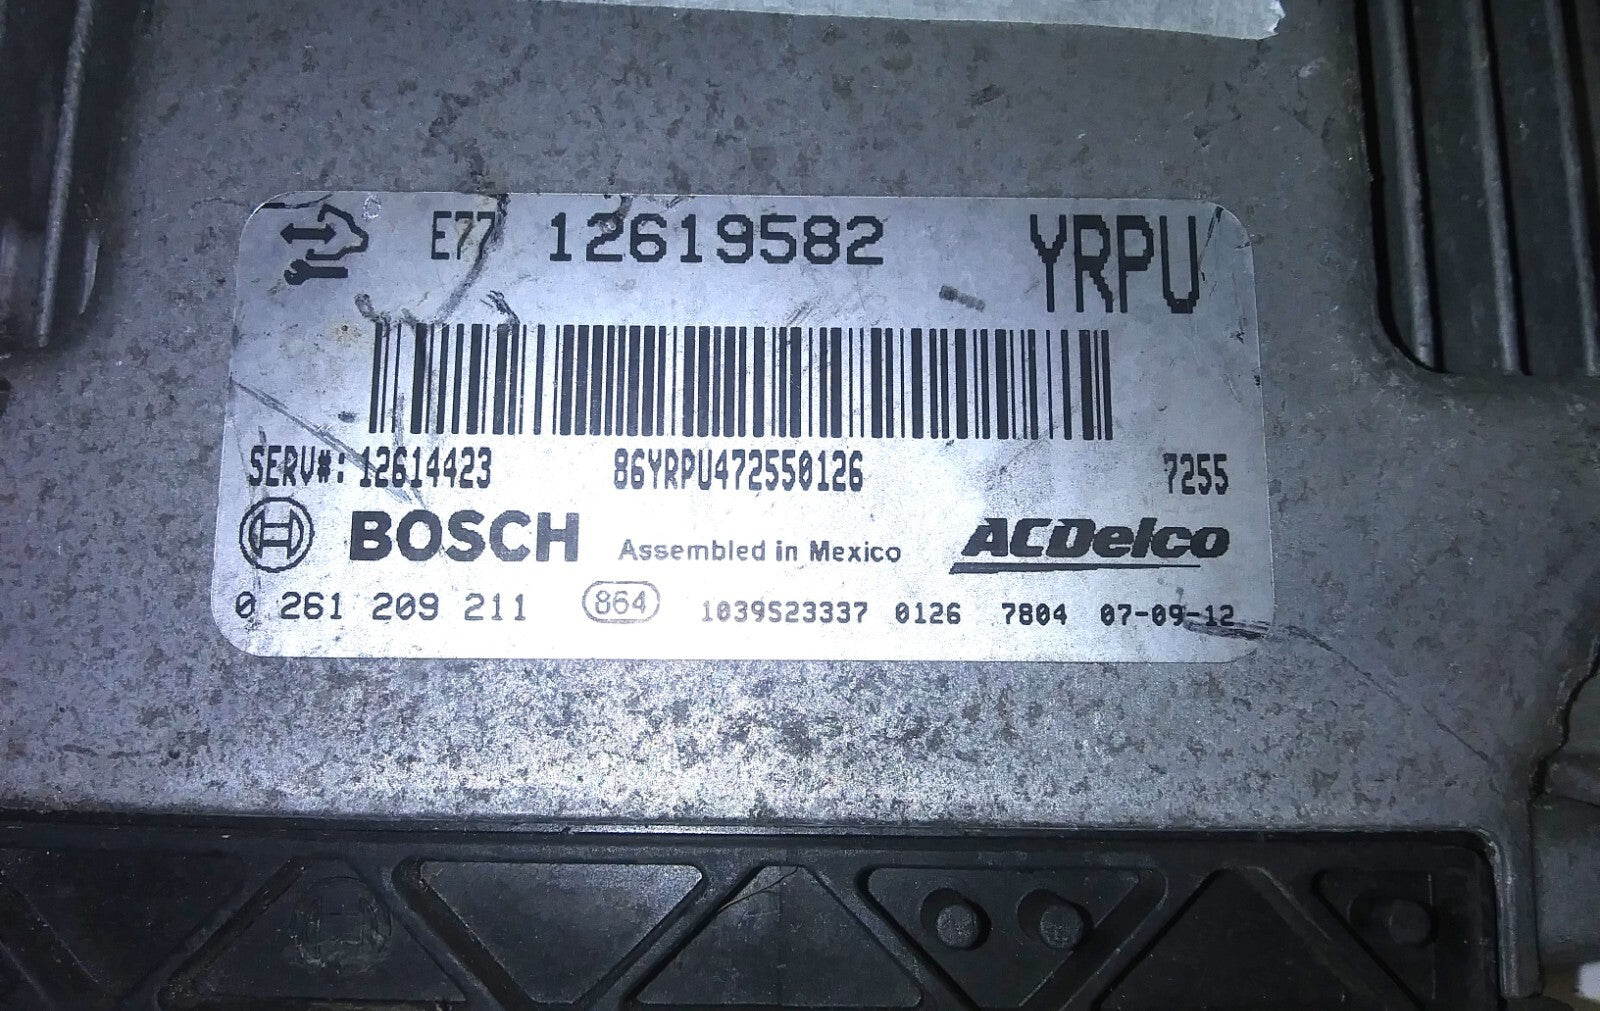 E77 12619582 YRPU
SERV#: 12614423 86YRPU472550126 7255
BOSCH Assembled in Mexico ACDelco
0 261 209 211 864 1039S23337 0126 7804 07-09-12